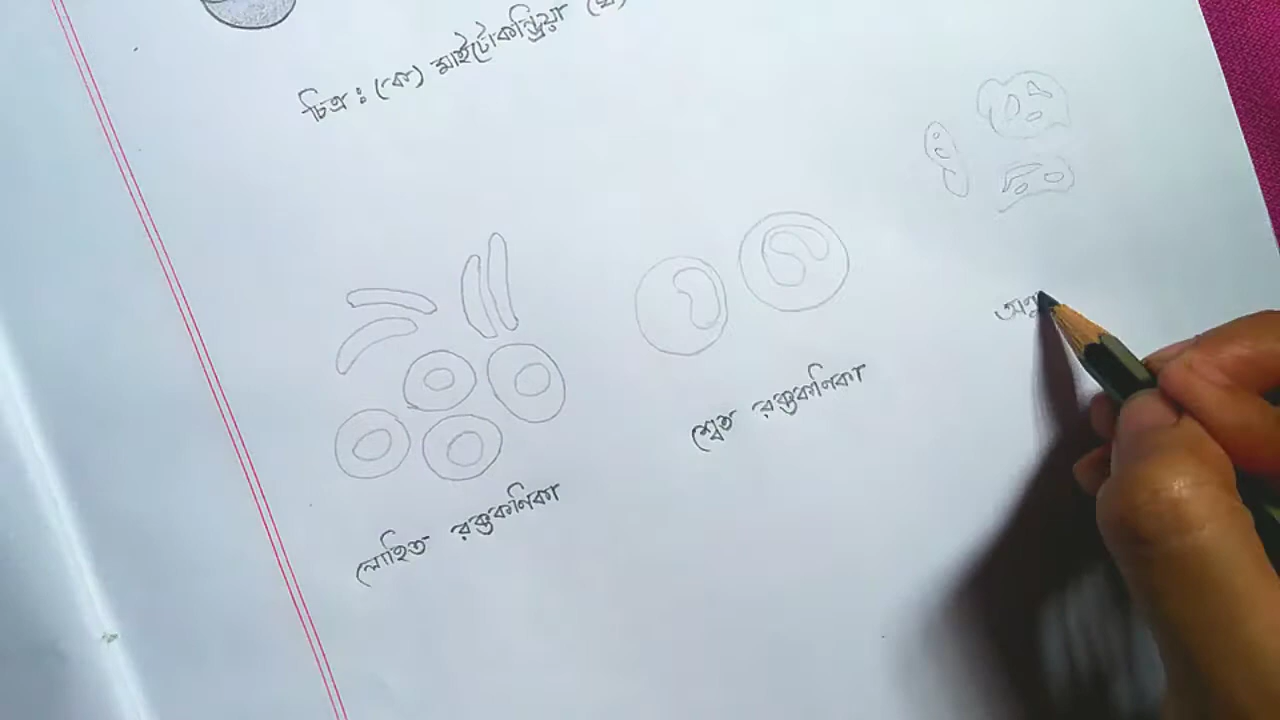 চিত্র : (ক) মাইটোকন্ড্রিয়া
লোহিত রক্তকণিকা
শ্বেত রক্তকণিকা